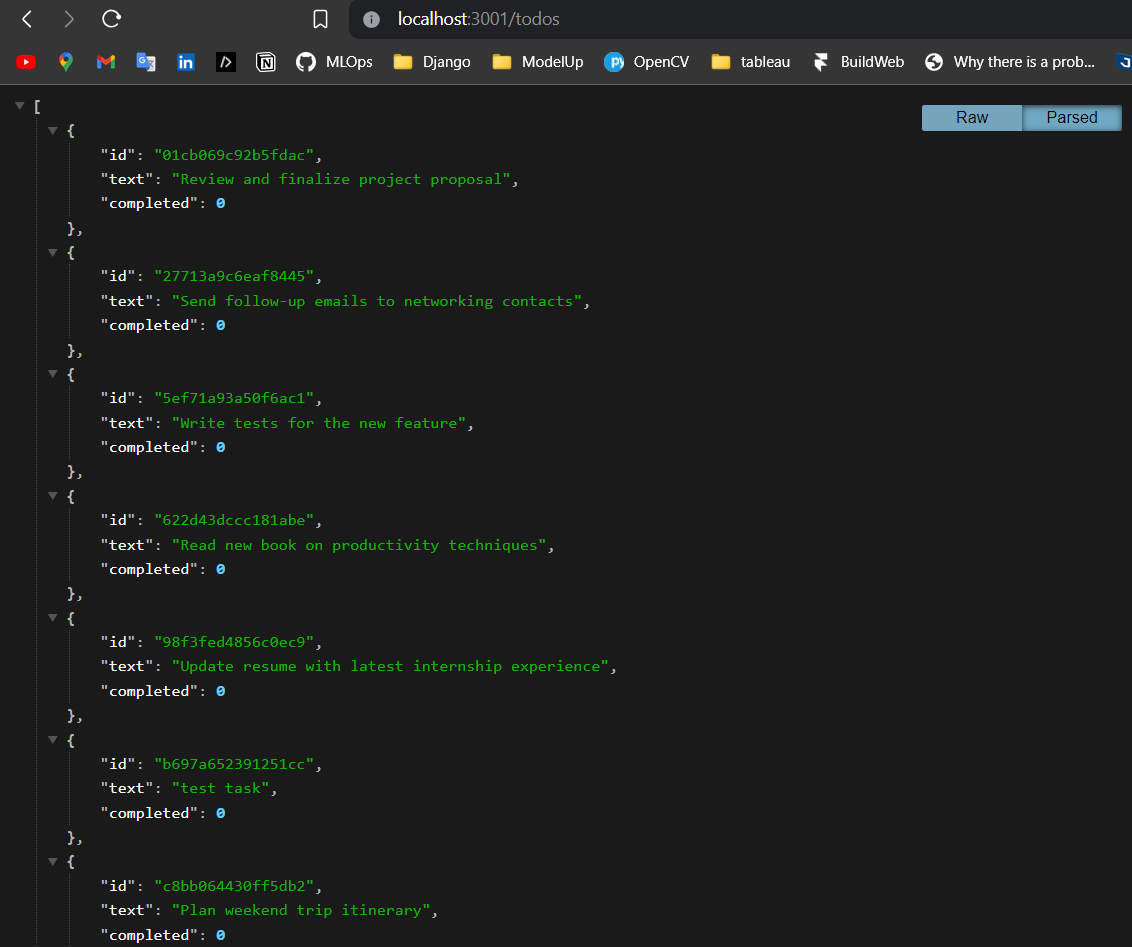 localhost:3001/todos
MLOps Django ModelUp OpenCV tableau BuildWeb Why there is a prob...
[
Raw Parsed
{
"id": "01cb069c92b5fdac",
"text": "Review and finalize project proposal",
"completed": 0
},
{
"id": "27713a9c6eaf8445",
"text": "Send follow-up emails to networking contacts",
"completed": 0
},
{
"id": "5ef71a93a50f6ac1",
"text": "Write tests for the new feature",
"completed": 0
},
{
"id": "622d43dccc181abe",
"text": "Read new book on productivity techniques",
"completed": 0
},
{
"id": "98f3fed4856c0ec9",
"text": "Update resume with latest internship experience",
"completed": 0
},
{
"id": "b697a652391251cc",
"text": "test task",
"completed": 0
},
{
"id": "c8bb064430ff5db2",
"text": "Plan weekend trip itinerary",
"completed": 0